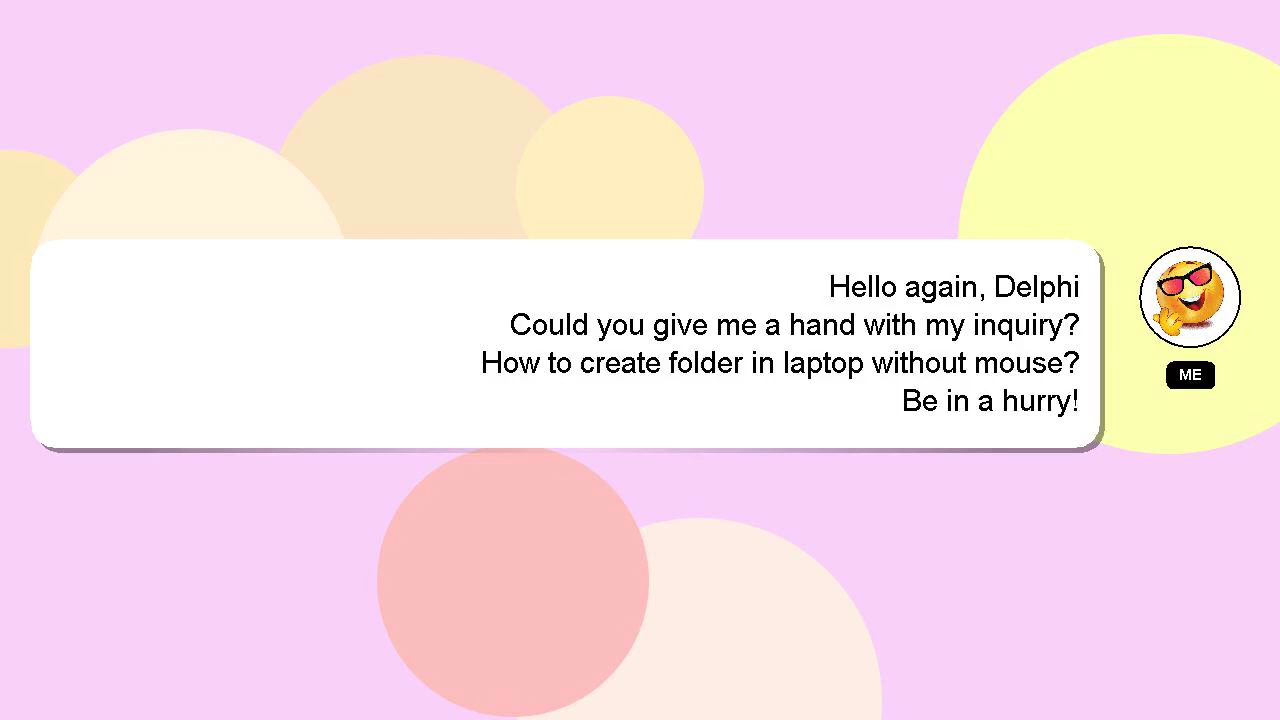 Hello again, Delphi
Could you give me a hand with my inquiry?
How to create folder in laptop without mouse?
Be in a hurry!
ME